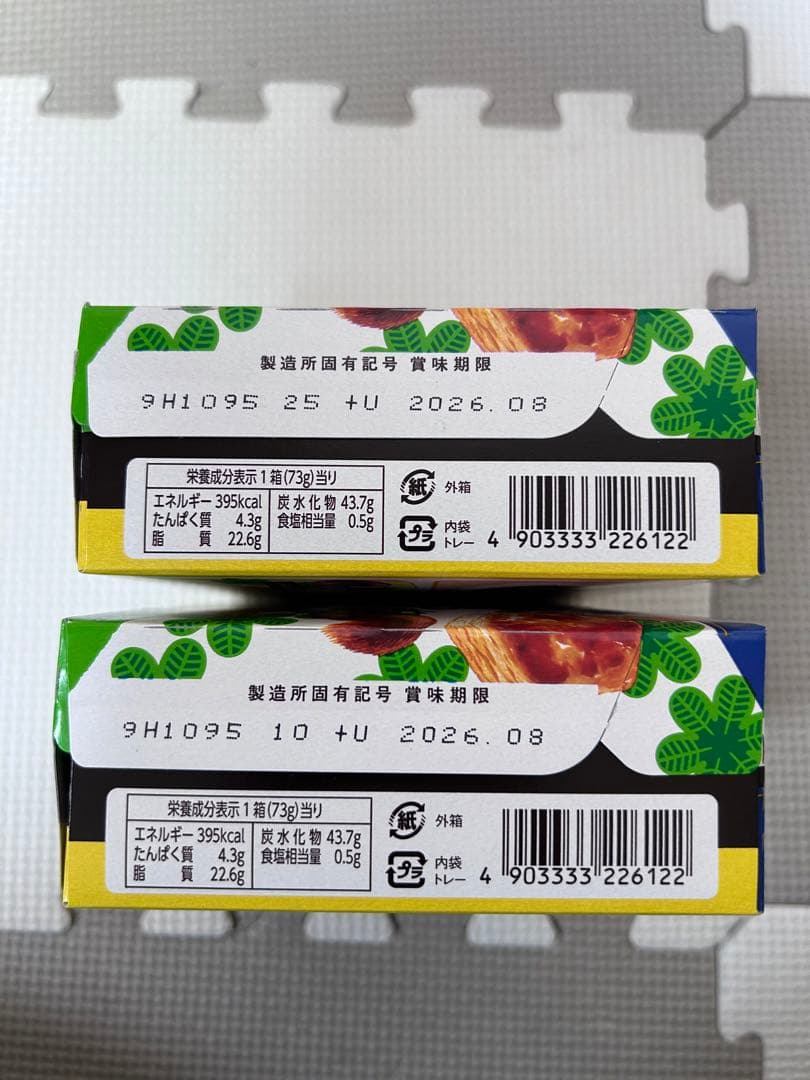 製造所固有記号 賞味期限
9H1095 25 +U 2026.08
栄養成分表示1箱(73g)当り
エネルギー 395kcal 炭水化物 43.7g
たんぱく質 4.3g 食塩相当量 0.5g
脂質 22.6g
紙 外箱
プラ 内袋
トレー
4 903333 226122
製造所固有記号 賞味期限
9H1095 10 +U 2026.08
栄養成分表示1箱(73g)当り
エネルギー 395kcal 炭水化物 43.7g
たんぱく質 4.3g 食塩相当量 0.5g
脂質 22.6g
紙 外箱
プラ 内袋
トレー
4 903333 226122